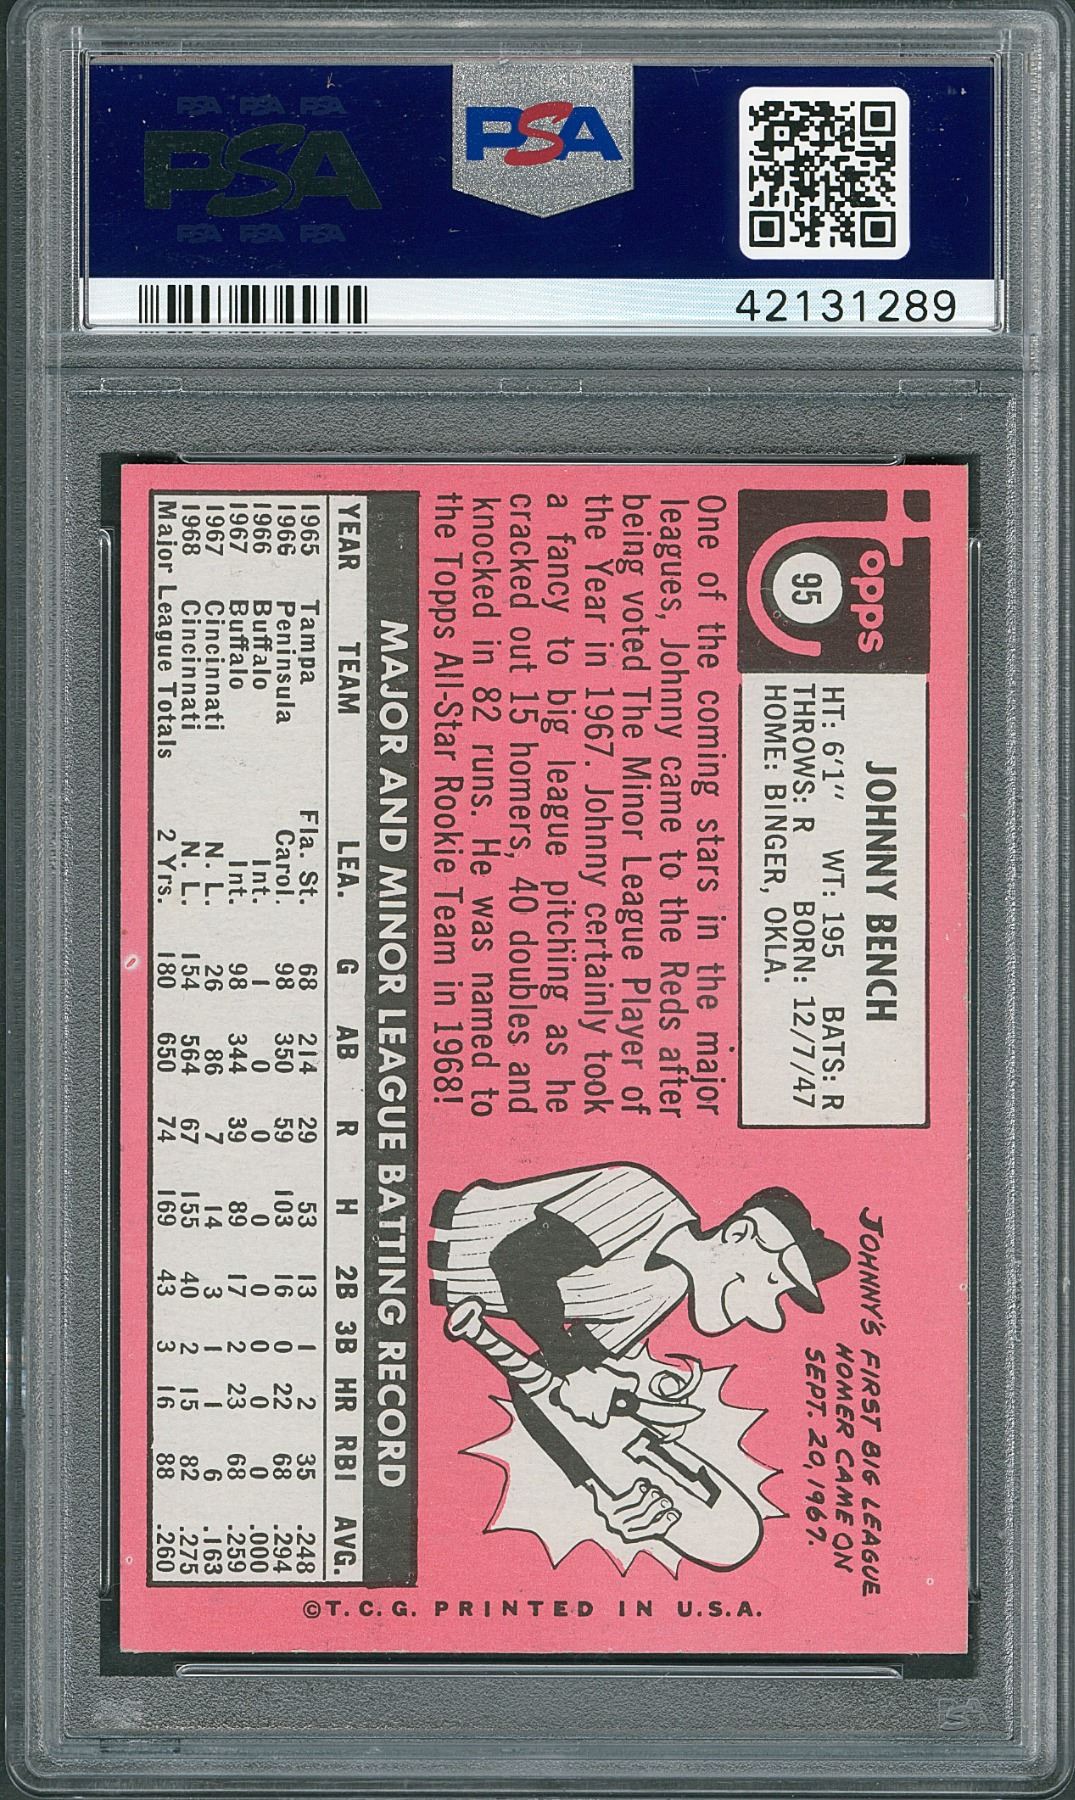 PSA PSA PSA
PSA
PSA PSA PSA
PSA
42131289
Topps
95
JOHNNY BENCH
HT: 6'1" WT: 195 BATS: R
THROWS: R BORN: 12/7/47
HOME: BINGER, OKLA.
One of the coming stars in the major
leagues, Johnny came to the Reds after
being voted The Minor League Player of
the Year in 1967. Johnny certainly took
a fancy to big league pitching as he
cracked out 15 homers, 40 doubles and
knocked in 82 runs. He was named to
the Topps All-Star Rookie Team in 1968!
JOHNNY'S FIRST BIG LEAGUE
HOMER CAME ON
SEPT. 20, 1967.
MAJOR AND MINOR LEAGUE BATTING RECORD
YEAR TEAM LEA. G AB R H 2B 3B HR RBI AVG.
1965 Tampa Fla. St. 68 214 29 53 13 1 2 35 .248
1966 Peninsula Carol. 98 350 59 103 16 0 22 68 .294
1966 Buffalo Int. 1 0 0 0 0 0 0 0 .000
1967 Buffalo Int. 98 344 39 89 17 2 23 68 .259
1967 Cincinnati N. L. 26 86 7 14 3 1 1 6 .163
1968 Cincinnati N. L. 154 564 67 155 40 2 15 82 .275
Major League Totals 2 Yrs. 180 650 74 169 43 3 16 88 .260
©T. C. G. PRINTED IN U.S.A.
PSA